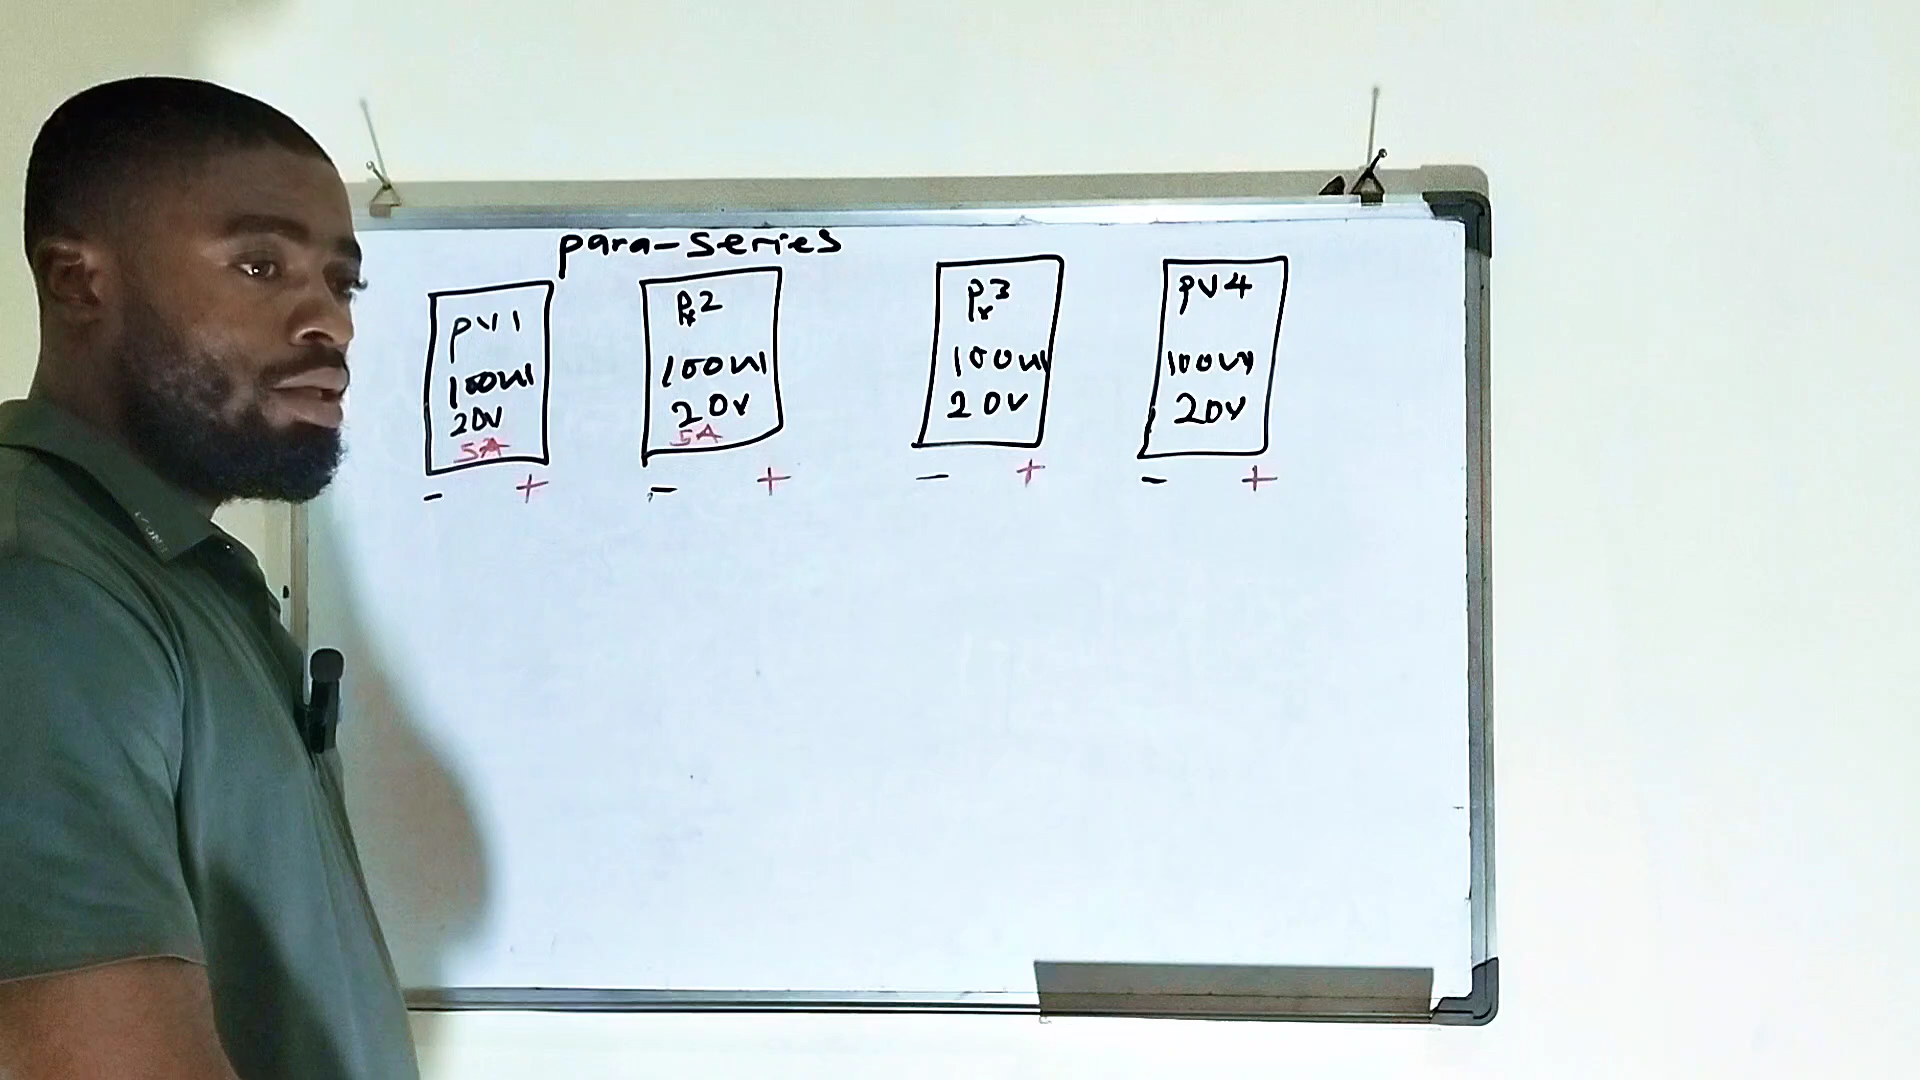 para-series
PV1
100W
20V
5A
- +
PV2
100W
20V
5A
- +
PV3
100W
20V
- +
PV4
100W
20V
- +